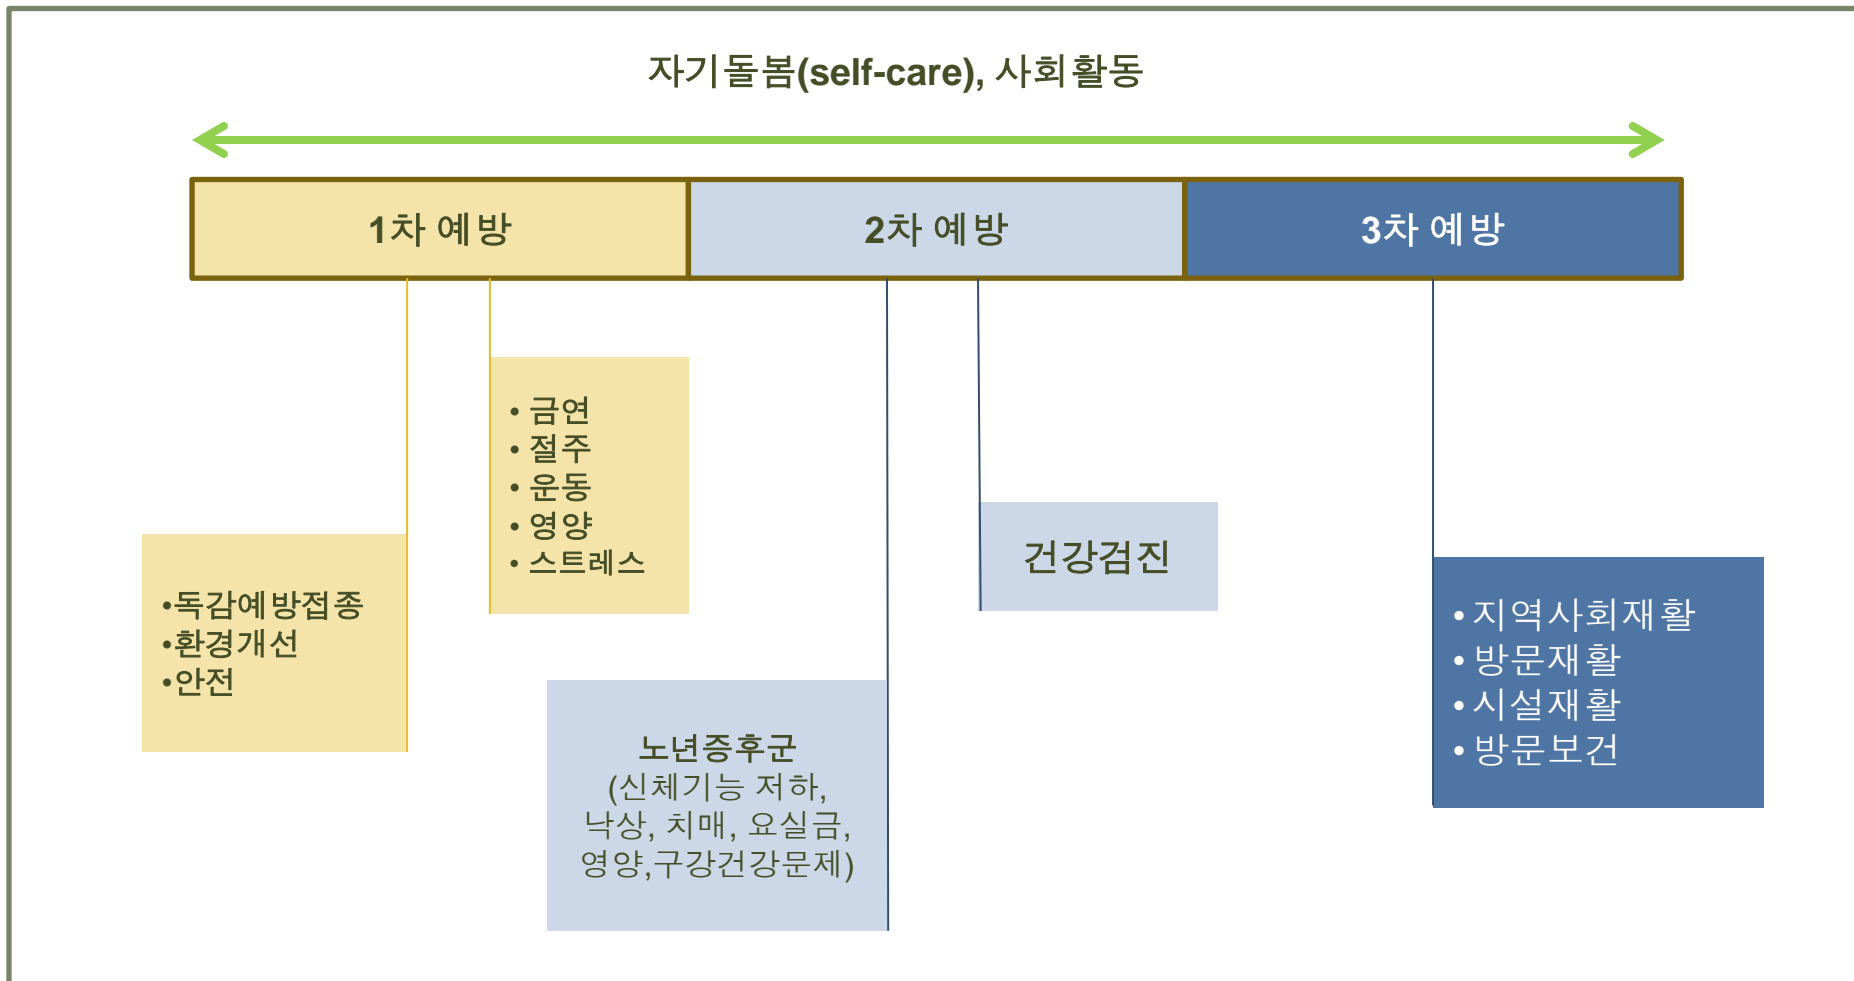 자기돌봄(self-care), 사회활동
1차 예방
2차 예방
3차 예방
• 금연
• 절주
• 운동
• 영양
• 스트레스
•독감예방접종
•환경개선
•안전
건강검진
노년증후군
(신체기능 저하,
낙상, 치매, 요실금,
영양,구강건강문제)
• 지역사회재활
• 방문재활
• 시설재활
• 방문보건